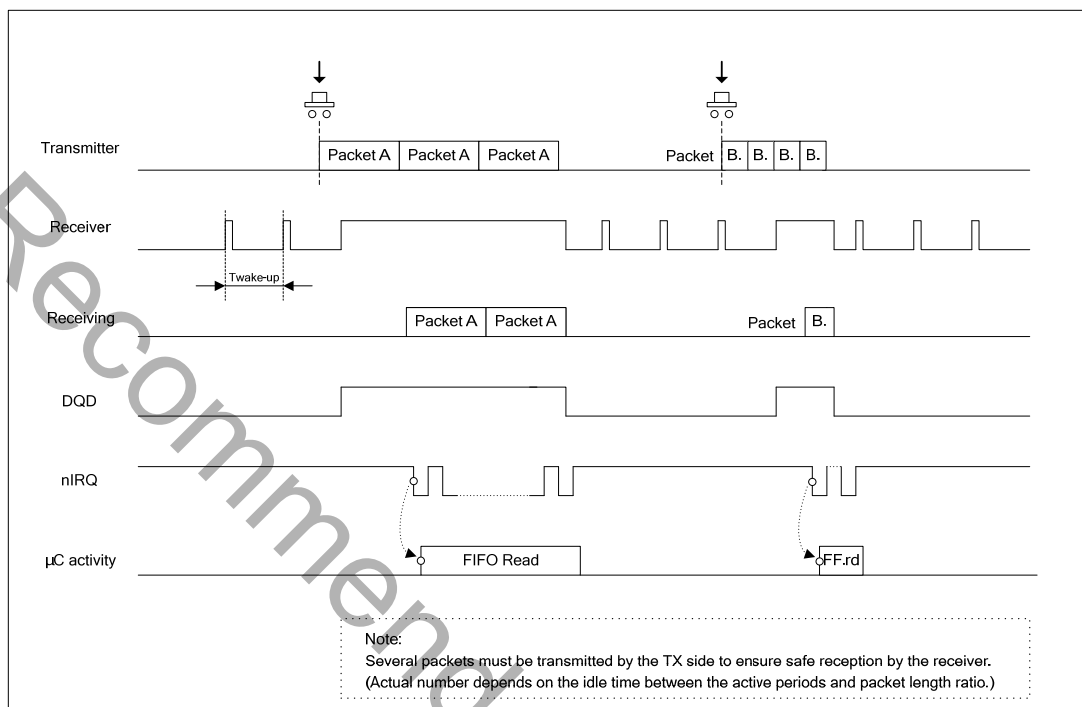 Transmitter
Packet A Packet A Packet A
Packet B. B. B. B.
Receiver
Twake-up
Receiving
Packet A Packet A
Packet B.
DQD
nIRQ
µC activity
FIFO Read
FF.rd
Note:
Several packets must be transmitted by the TX side to ensure safe reception by the receiver.
(Actual number depends on the idle time between the active periods and packet length ratio.)
Recommend